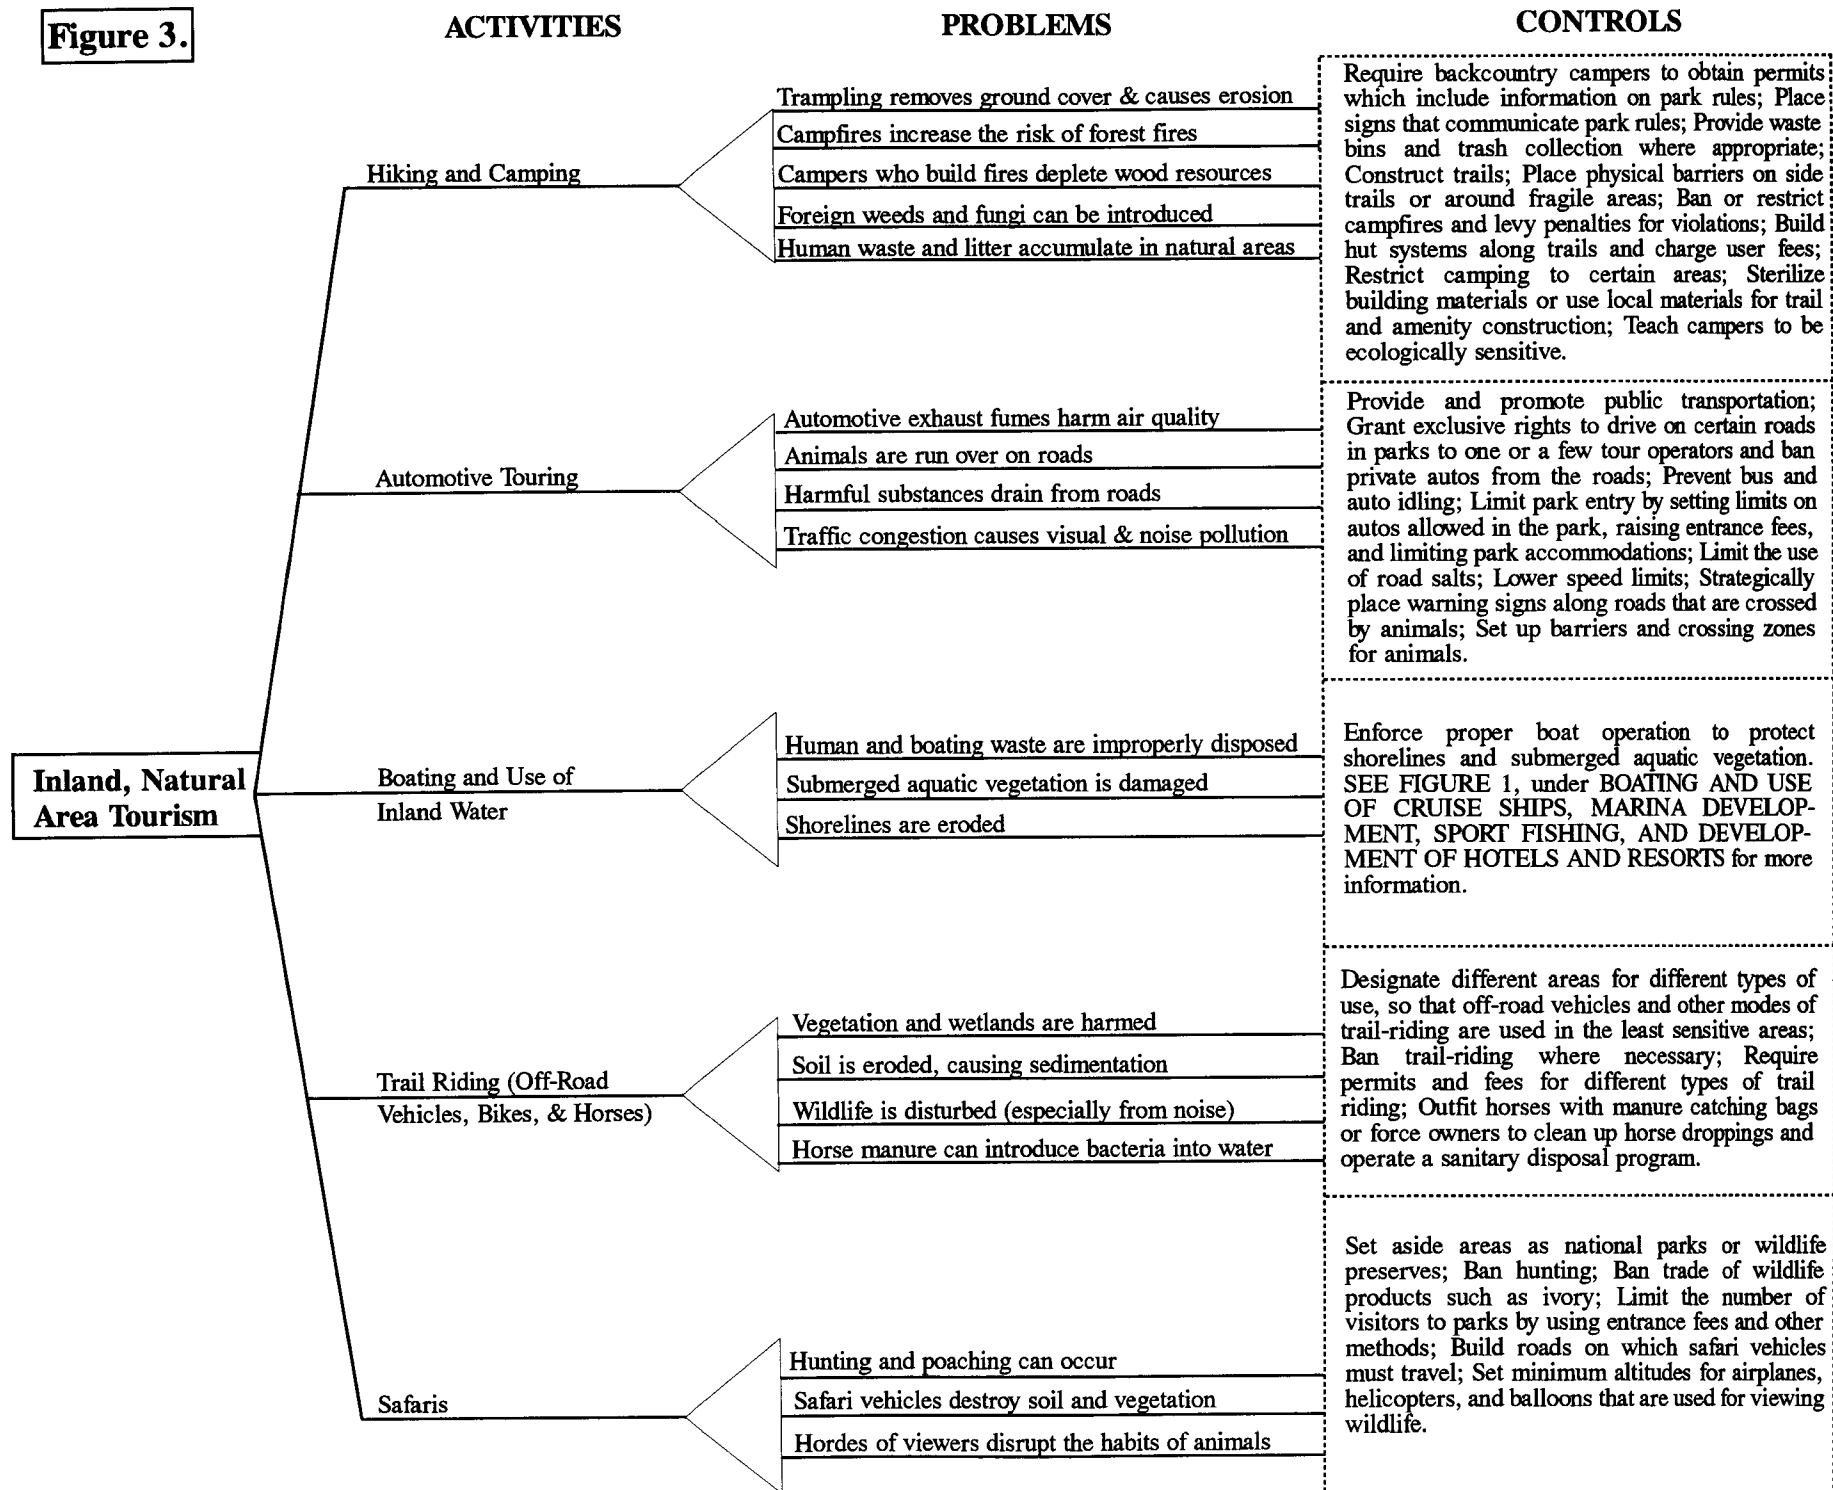 Figure 3.
ACTIVITIES
PROBLEMS
CONTROLS
Inland, Natural
Area Tourism
Hiking and Camping
Trampling removes ground cover & causes erosion
Campfires increase the risk of forest fires
Campers who build fires deplete wood resources
Foreign weeds and fungi can be introduced
Human waste and litter accumulate in natural areas
Require backcountry campers to obtain permits
which include information on park rules; Place
signs that communicate park rules; Provide waste
bins and trash collection where appropriate;
Construct trails; Place physical barriers on side
trails or around fragile areas; Ban or restrict
campfires and levy penalties for violations; Build
hut systems along trails and charge user fees;
Restrict camping to certain areas; Sterilize
building materials or use local materials for trail
and amenity construction; Teach campers to be
ecologically sensitive.
Automotive Touring
Automotive exhaust fumes harm air quality
Animals are run over on roads
Harmful substances drain from roads
Traffic congestion causes visual & noise pollution
Provide and promote public transportation;
Grant exclusive rights to drive on certain roads
in parks to one or a few tour operators and ban
private autos from the roads; Prevent bus and
auto idling; Limit park entry by setting limits on
autos allowed in the park, raising entrance fees,
and limiting park accommodations; Limit the use
of road salts; Lower speed limits; Strategically
place warning signs along roads that are crossed
by animals; Set up barriers and crossing zones
for animals.
Boating and Use of
Inland Water
Human and boating waste are improperly disposed
Submerged aquatic vegetation is damaged
Shorelines are eroded
Enforce proper boat operation to protect
shorelines and submerged aquatic vegetation.
SEE FIGURE 1, under BOATING AND USE
OF CRUISE SHIPS, MARINA DEVELOP-
MENT, SPORT FISHING, AND DEVELOP-
MENT OF HOTELS AND RESORTS for more
information.
Trail Riding (Off-Road
Vehicles, Bikes, & Horses)
Vegetation and wetlands are harmed
Soil is eroded, causing sedimentation
Wildlife is disturbed (especially from noise)
Horse manure can introduce bacteria into water
Designate different areas for different types of
use, so that off-road vehicles and other modes of
trail-riding are used in the least sensitive areas;
Ban trail-riding where necessary; Require
permits and fees for different types of trail
riding; Outfit horses with manure catching bags
or force owners to clean up horse droppings and
operate a sanitary disposal program.
Safaris
Hunting and poaching can occur
Safari vehicles destroy soil and vegetation
Hordes of viewers disrupt the habits of animals
Set aside areas as national parks or wildlife
preserves; Ban hunting; Ban trade of wildlife
products such as ivory; Limit the number of
visitors to parks by using entrance fees and other
methods; Build roads on which safari vehicles
must travel; Set minimum altitudes for airplanes,
helicopters, and balloons that are used for viewing
wildlife.